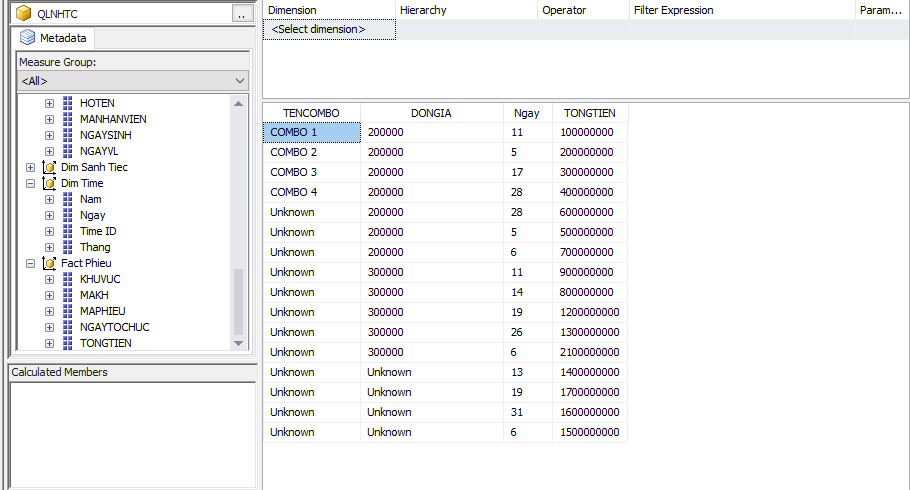 QLNHTC
..
Metadata
Measure Group:
<All>
HOTEN
MANHANVIEN
NGAYSINH
NGAYVL
Dim Sanh Tiec
Dim Time
Nam
Ngay
Time ID
Thang
Fact Phieu
KHUVUC
MAKH
MAPHIEU
NGAYTOCHUC
TONGTIEN
Calculated Members
Dimension Hierarchy Operator Filter Expression Param...
<Select dimension>
TENCOMBO DONGIA Ngay TONGTIEN
COMBO 1 200000 11 100000000
COMBO 2 200000 5 200000000
COMBO 3 200000 17 300000000
COMBO 4 200000 28 400000000
Unknown 200000 28 600000000
Unknown 200000 5 500000000
Unknown 200000 6 700000000
Unknown 300000 11 900000000
Unknown 300000 14 800000000
Unknown 300000 19 1200000000
Unknown 300000 26 1300000000
Unknown 300000 6 2100000000
Unknown Unknown 13 1400000000
Unknown Unknown 19 1700000000
Unknown Unknown 31 1600000000
Unknown Unknown 6 1500000000